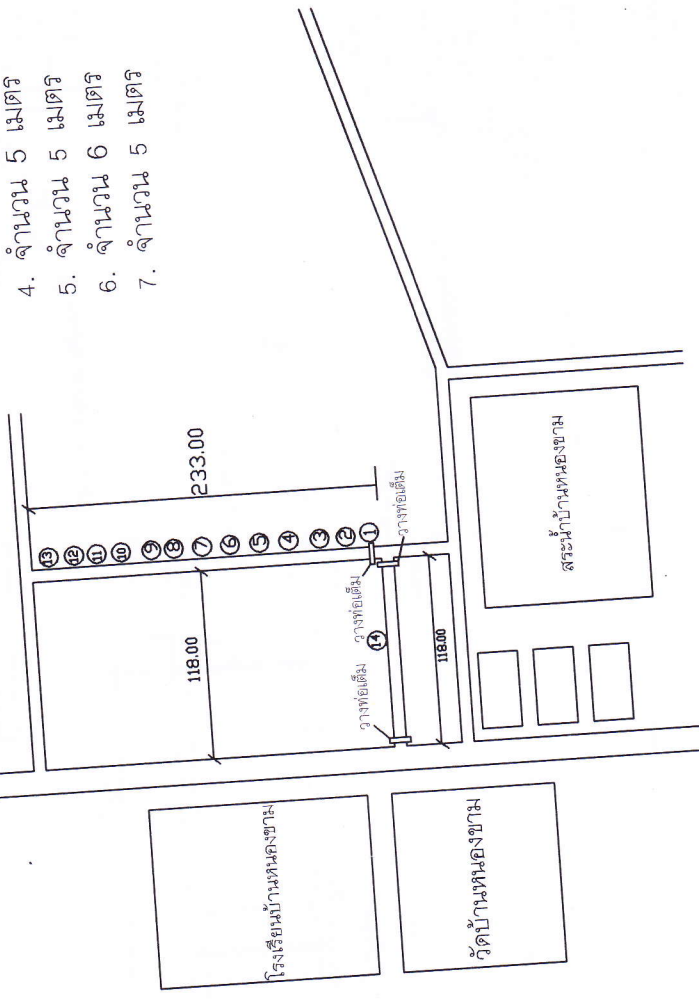 4. จำนวน 5 เมตร
5. จำนวน 5 เมตร
6. จำนวน 6 เมตร
7. จำนวน 5 เมตร
233.00
13
12
11
10
9
8
7
6
5
4
3
2
1
118.00
วางท่อเดิม
วางท่อเดิม
วางท่อเดิม
14
118.00
สระน้ำบ้านหนองขาม
โรงเรียนบ้านหนองขาม
วัดบ้านหนองขาม